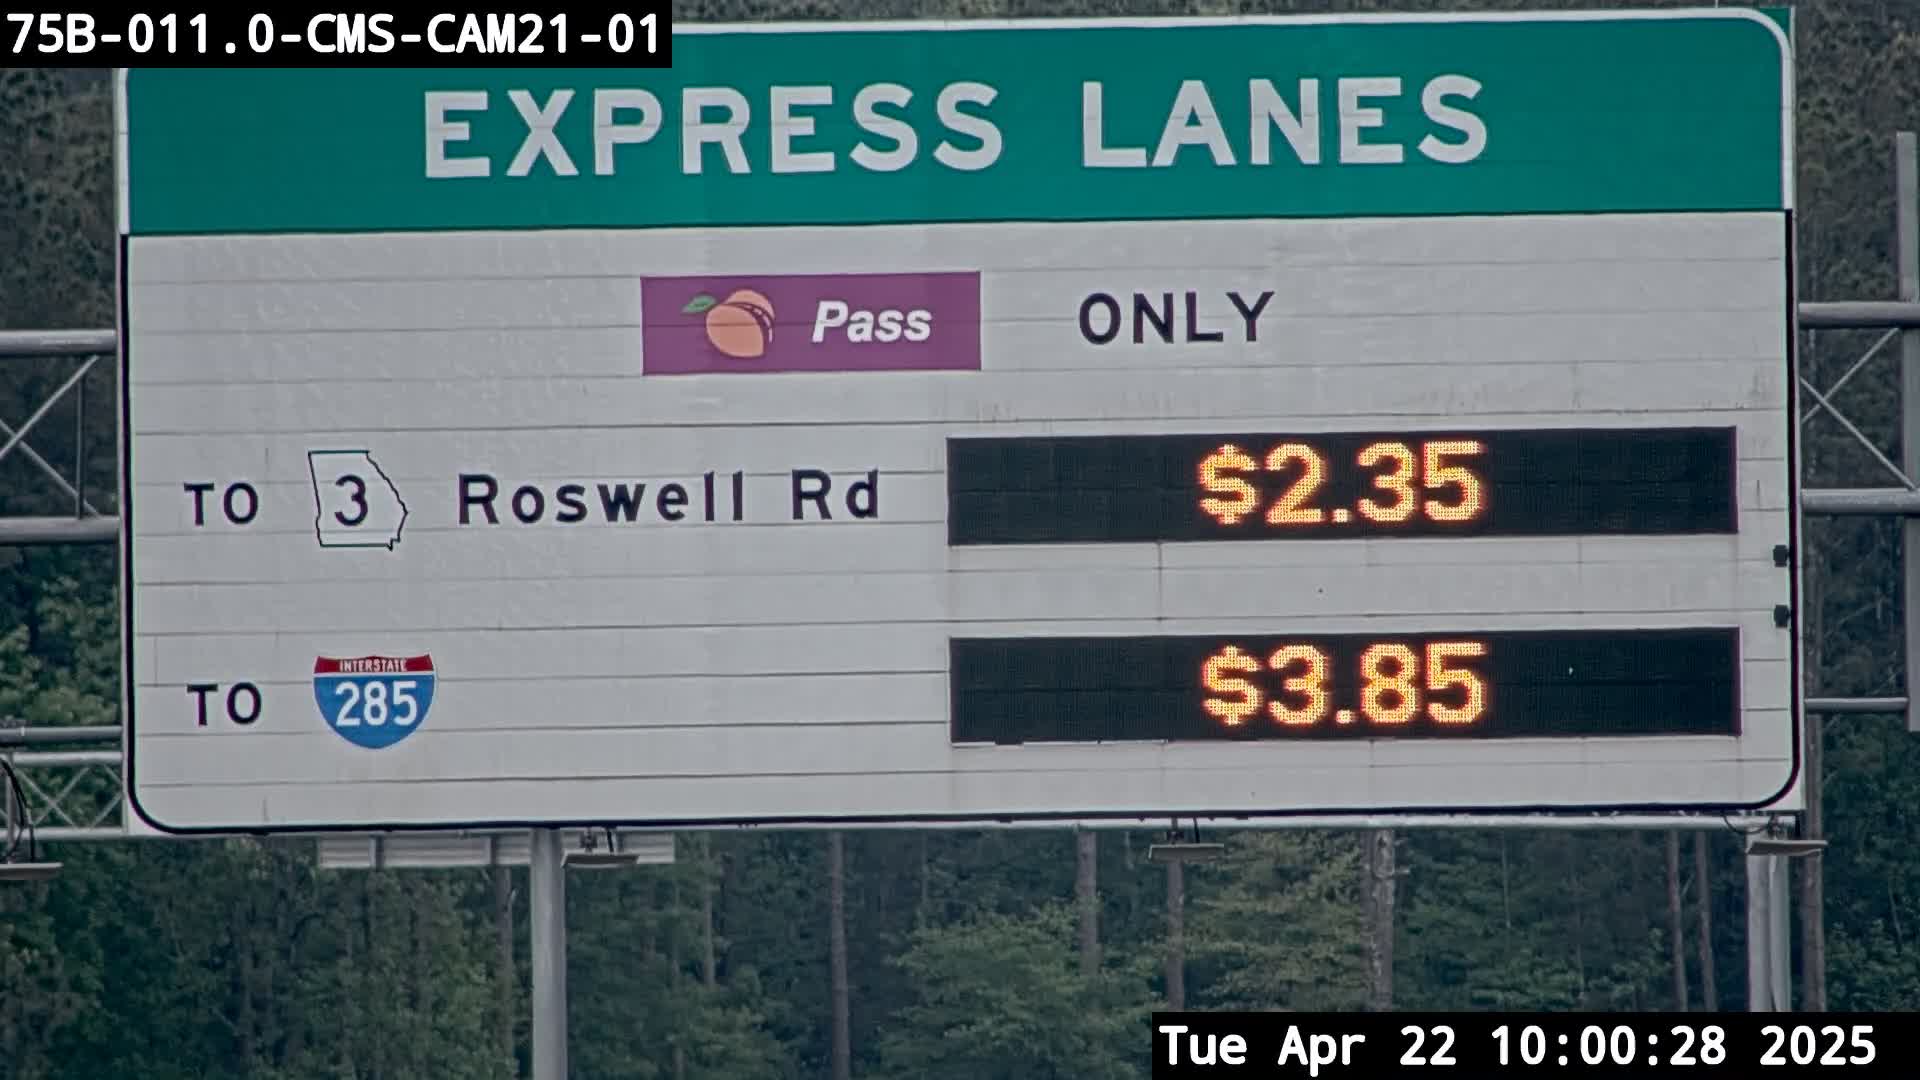 75B-011.0-CMS-CAM21-01
EXPRESS LANES
Pass ONLY
TO 3 Roswell Rd $2.35
INTERSTATE
TO 285 $3.85
Tue Apr 22 10:00:28 2025